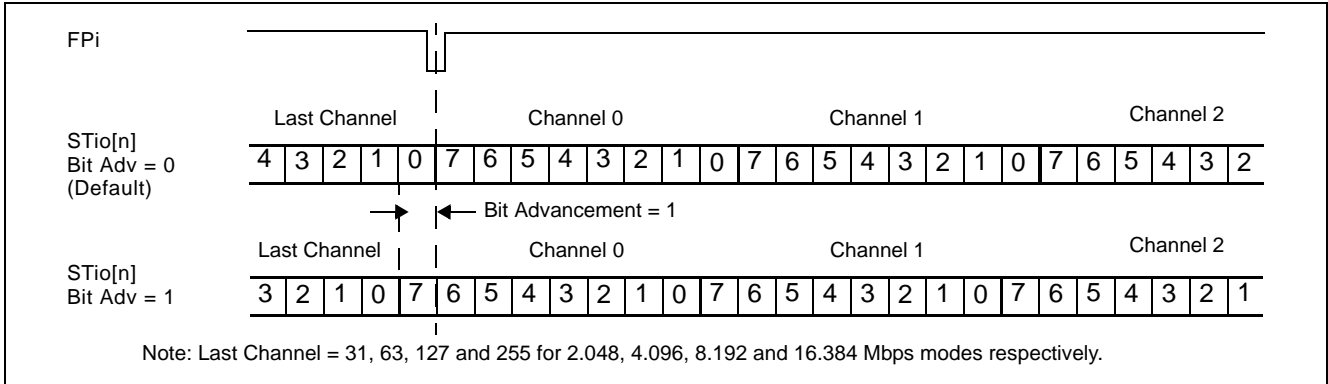 FPi
Last Channel Channel 0 Channel 1 Channel 2
STio[n]
Bit Adv = 0
(Default)
4 3 2 1 0 7 6 5 4 3 2 1 0 7 6 5 4 3 2 1 0 7 6 5 4 3 2
Bit Advancement = 1
Last Channel Channel 0 Channel 1 Channel 2
STio[n]
Bit Adv = 1
3 2 1 0 7 6 5 4 3 2 1 0 7 6 5 4 3 2 1 0 7 6 5 4 3 2 1
Note: Last Channel = 31, 63, 127 and 255 for 2.048, 4.096, 8.192 and 16.384 Mbps modes respectively.